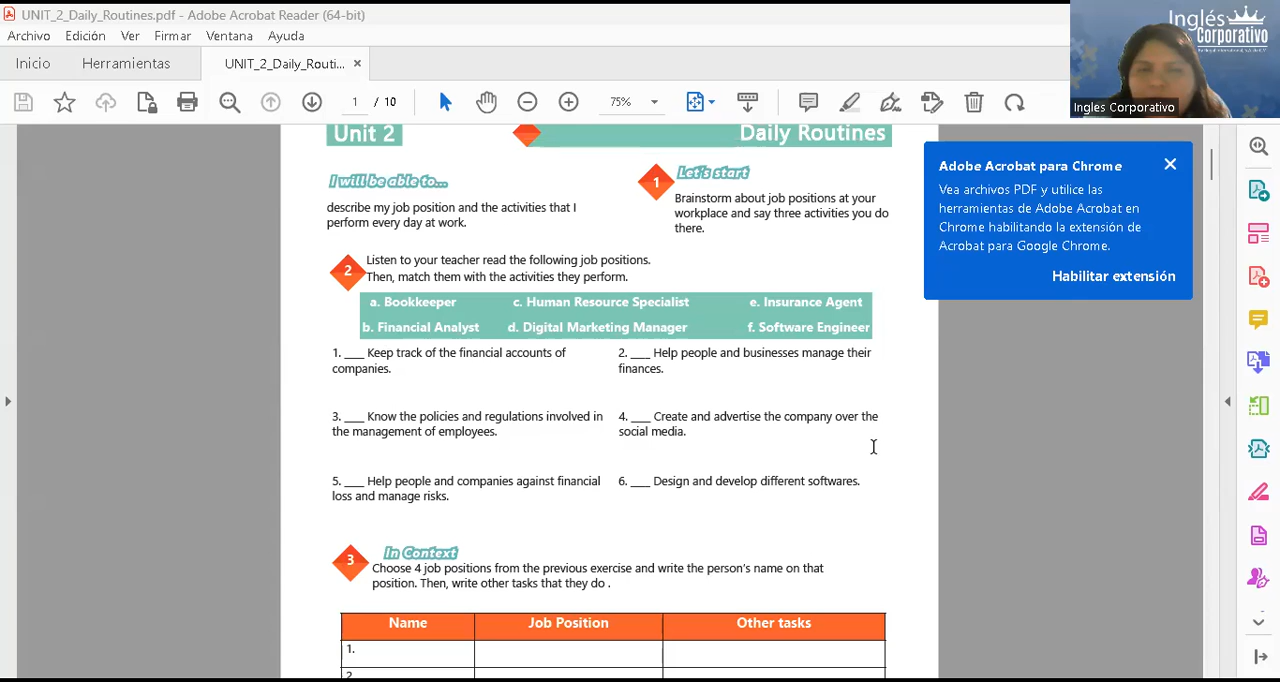 UNIT_2_Daily_Routines.pdf - Adobe Acrobat Reader (64-bit)
Archivo Edición Ver Firmar Ventana Ayuda
Inicio Herramientas UNIT_2_Daily_Routi... ×
1 / 10 75%
Inglés
Corporativo
Ingles Corporativo
Unit 2 Daily Routines
I will be able to...
describe my job position and the activities that I
perform every day at work.
1 Let's start
Brainstorm about job positions at your
workplace and say three activities you do
there.
2 Listen to your teacher read the following job positions.
Then, match them with the activities they perform.
a. Bookkeeper c. Human Resource Specialist e. Insurance Agent
b. Financial Analyst d. Digital Marketing Manager f. Software Engineer
1. ___ Keep track of the financial accounts of
companies.
2. ___ Help people and businesses manage their
finances.
3. ___ Know the policies and regulations involved in
the management of employees.
4. ___ Create and advertise the company over the
social media.
5. ___ Help people and companies against financial
loss and manage risks.
6. ___ Design and develop different softwares.
3 In Context
Choose 4 job positions from the previous exercise and write the person's name on that
position. Then, write other tasks that they do .
Name Job Position Other tasks
1.
2.
Adobe Acrobat para Chrome
Vea archivos PDF y utilice las
herramientas de Adobe Acrobat en
Chrome habilitando la extensión de
Acrobat para Google Chrome.
Habilitar extensión